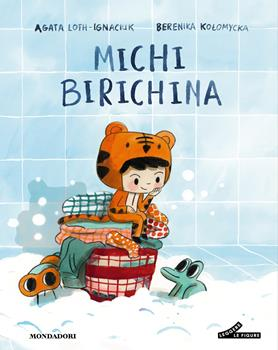 AGATA LOTH-IGNACIUK BERENIKA KOŁOMYCKA
MICHI
BIRICHINA
MONDADORI
LEGGERE
LE FIGURE